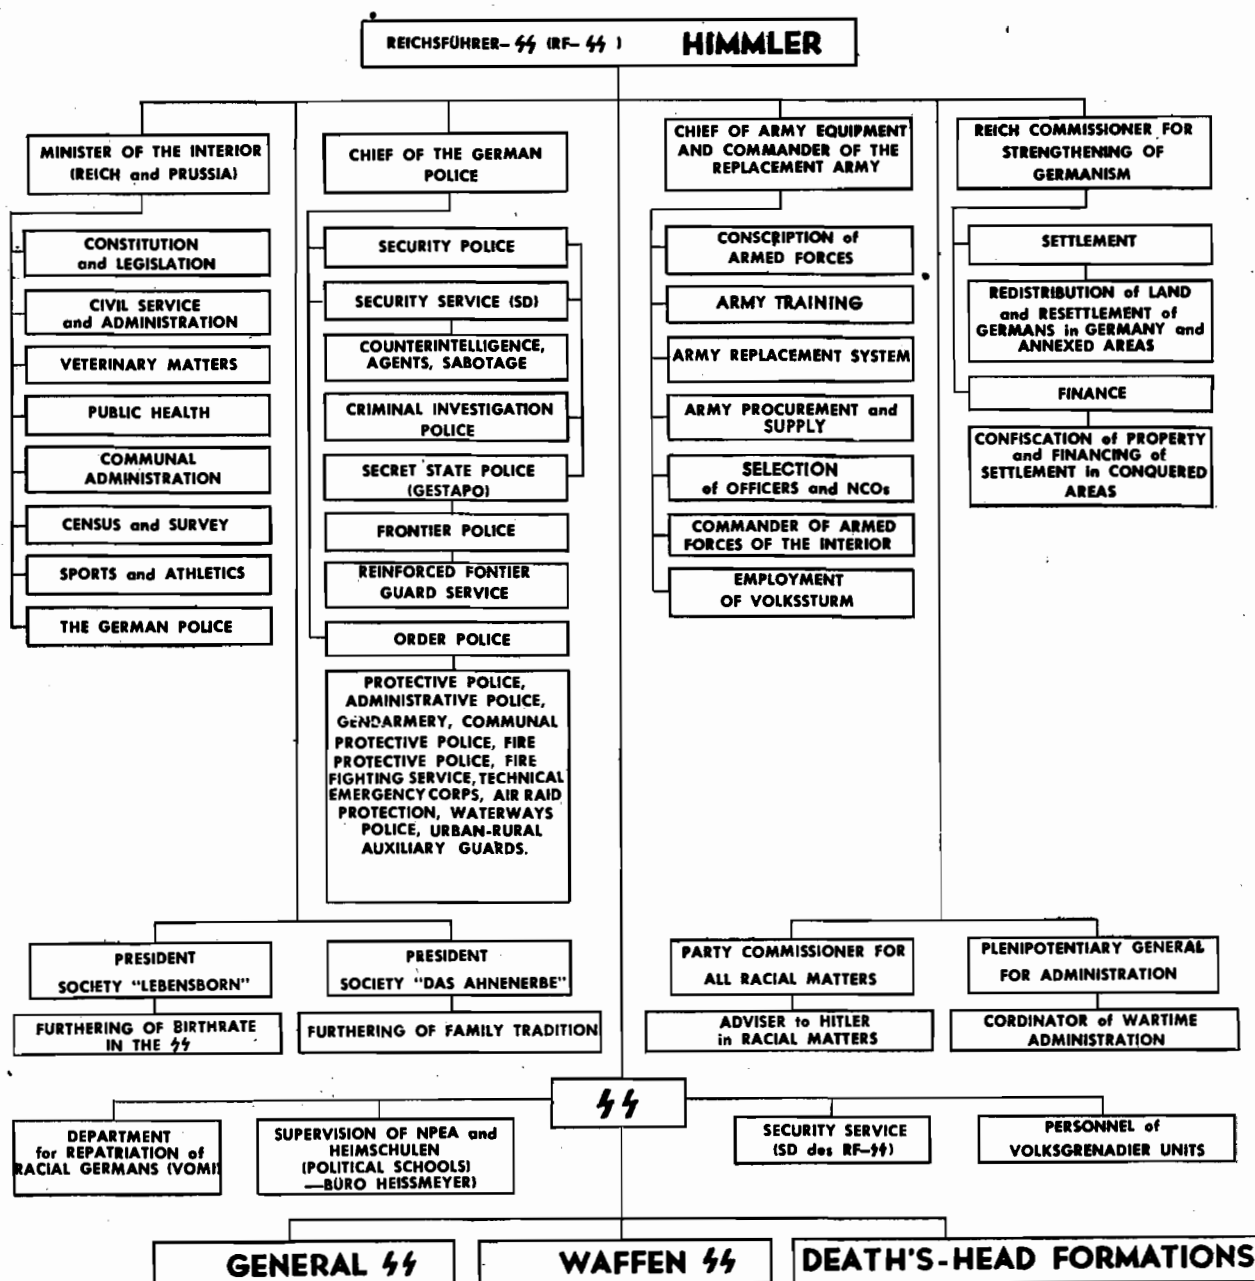 REICHSFÜHRER–ϟϟ (RF–ϟϟ) HIMMLER
MINISTER OF THE INTERIOR
(REICH and PRUSSIA)
CONSTITUTION
and LEGISLATION
CIVIL SERVICE
and ADMINISTRATION
VETERINARY MATTERS
PUBLIC HEALTH
COMMUNAL
ADMINISTRATION
CENSUS and SURVEY
SPORTS and ATHLETICS
THE GERMAN POLICE
CHIEF OF THE GERMAN
POLICE
SECURITY POLICE
SECURITY SERVICE (SD)
COUNTERINTELLIGENCE,
AGENTS, SABOTAGE
CRIMINAL INVESTIGATION
POLICE
SECRET STATE POLICE
(GESTAPO)
FRONTIER POLICE
REINFORCED FONTIER
GUARD SERVICE
ORDER POLICE
PROTECTIVE POLICE,
ADMINISTRATIVE POLICE,
GENDARMERY, COMMUNAL
PROTECTIVE POLICE, FIRE
PROTECTIVE POLICE, FIRE
FIGHTING SERVICE, TECHNICAL
EMERGENCY CORPS, AIR RAID
PROTECTION, WATERWAYS
POLICE, URBAN-RURAL
AUXILIARY GUARDS.
CHIEF OF ARMY EQUIPMENT
AND COMMANDER OF THE
REPLACEMENT ARMY
CONSCRIPTION of
ARMED FORCES
ARMY TRAINING
ARMY REPLACEMENT SYSTEM
ARMY PROCUREMENT and
SUPPLY
SELECTION
of OFFICERS and NCOs
COMMANDER OF ARMED
FORCES OF THE INTERIOR
EMPLOYMENT
OF VOLKSSTURM
REICH COMMISSIONER FOR
STRENGTHENING OF
GERMANISM
SETTLEMENT
REDISTRIBUTION of LAND
and RESETTLEMENT of
GERMANS in GERMANY and
ANNEXED AREAS
FINANCE
CONFISCATION of PROPERTY
and FINANCING of
SETTLEMENT in CONQUERED
AREAS
PRESIDENT
SOCIETY "LEBENSBORN"
FURTHERING OF BIRTHRATE
IN THE ϟϟ
PRESIDENT
SOCIETY "DAS AHNENERBE"
FURTHERING OF FAMILY TRADITION
PARTY COMMISSIONER FOR
ALL RACIAL MATTERS
ADVISER to HITLER
in RACIAL MATTERS
PLENIPOTENTIARY GENERAL
FOR ADMINISTRATION
CORDINATOR of WARTIME
ADMINISTRATION
ϟϟ
DEPARTMENT
for REPATRIATION of
RACIAL GERMANS (VOMI)
SUPERVISION OF NPEA and
HEIMSCHULEN
(POLITICAL SCHOOLS)
—BÜRO HEISSMEYER)
SECURITY SERVICE
(SD des RF–ϟϟ)
PERSONNEL of
VOLKSGRENADIER UNITS
GENERAL ϟϟ
WAFFEN ϟϟ
DEATH'S-HEAD FORMATIONS